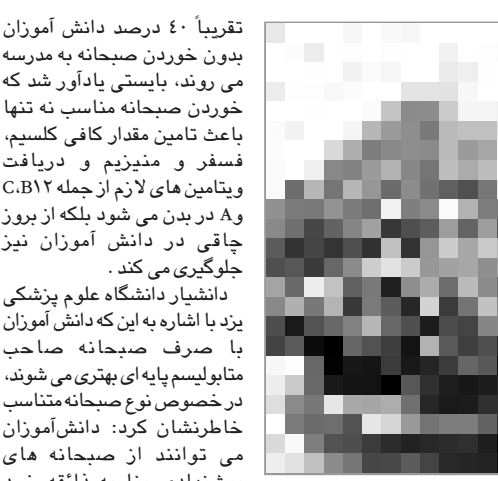 تقریباً ۴۰ درصد دانش آموزان
بدون خوردن صبحانه به مدرسه
می روند، بایستی یادآور شد که
خوردن صبحانه مناسب نه تنها
باعث تامین مقدار کافی کلسیم،
فسفر و منیزیم و دریافت
ویتامین های لازم از جمله C،B۱۲
وA در بدن می شود بلکه از بروز
چاقی در دانش آموزان نیز
جلوگیری می کند .
دانشیار دانشگاه علوم پزشکی
یزد با اشاره به این که دانش آموزان
با صرف صبحانه صاحب
متابولیسم پایه ای بهتری می شوند،
در خصوص نوع صبحانه متناسب
خاطرنشان کرد: دانش‌آموزان
می توانند از صبحانه های